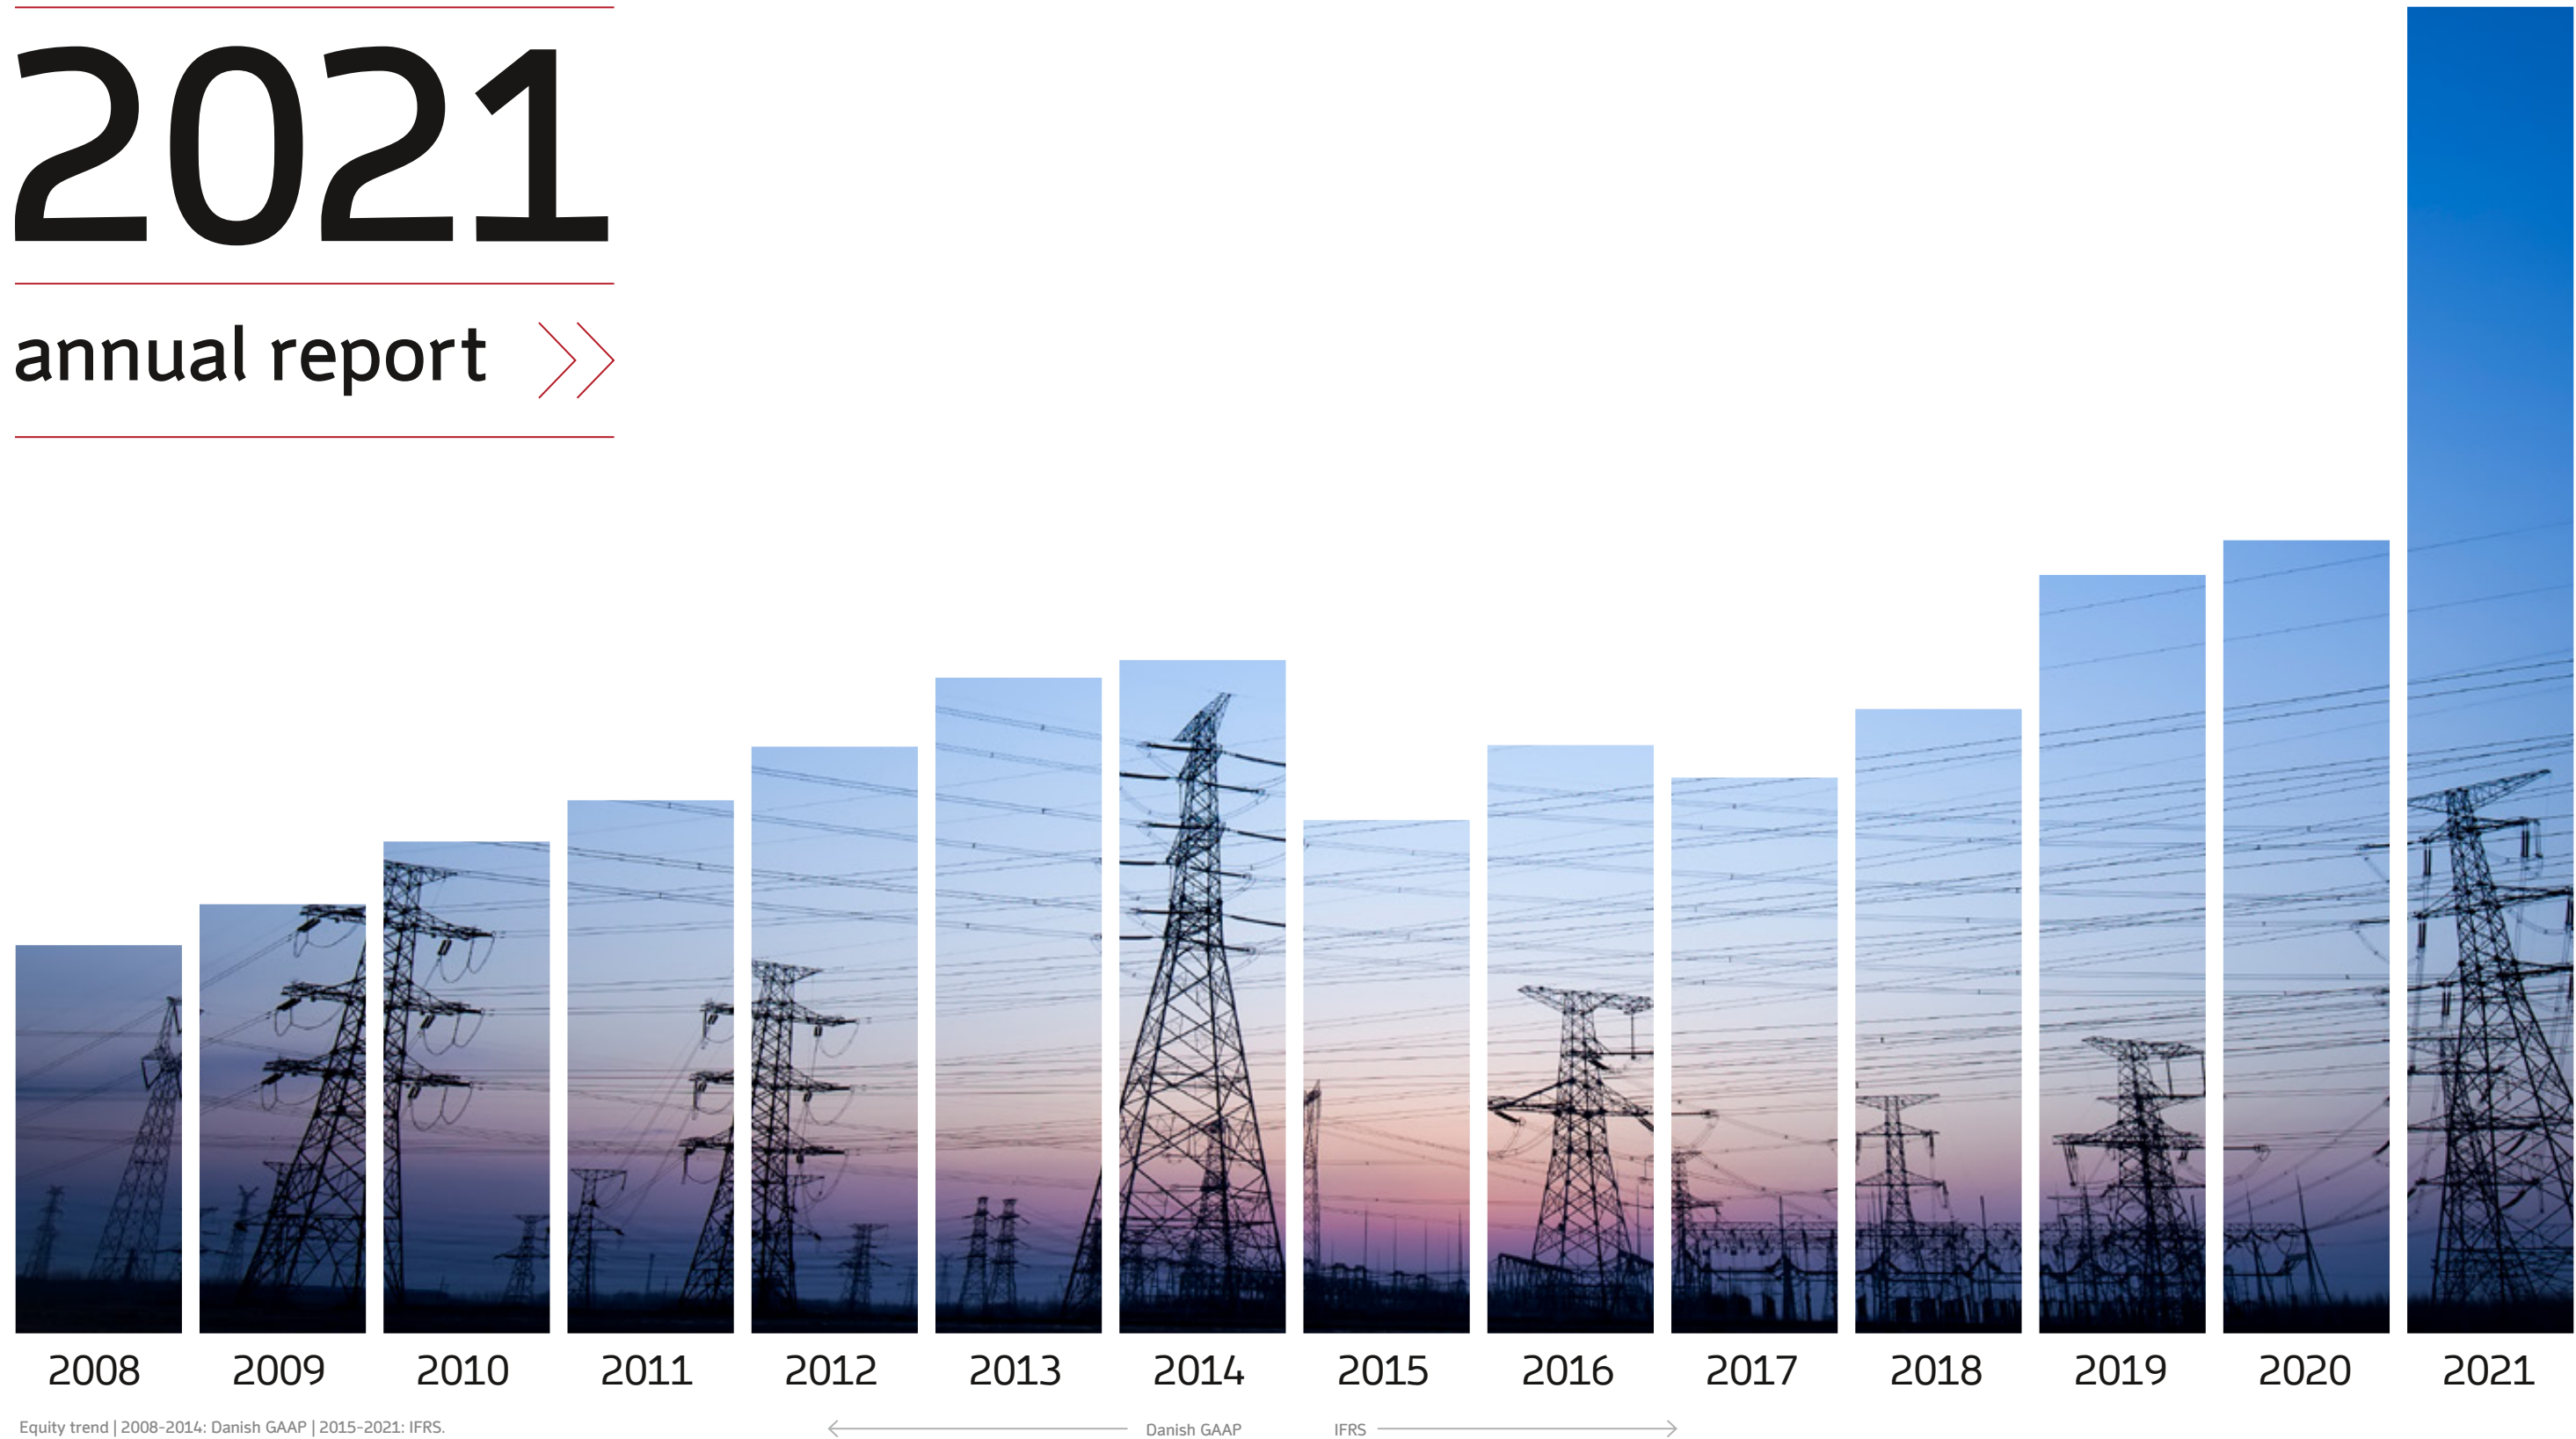 2021
annual report
2008 2009 2010 2011 2012 2013 2014 2015 2016 2017 2018 2019 2020 2021
Equity trend | 2008-2014: Danish GAAP | 2015-2021: IFRS.
Danish GAAP
IFRS